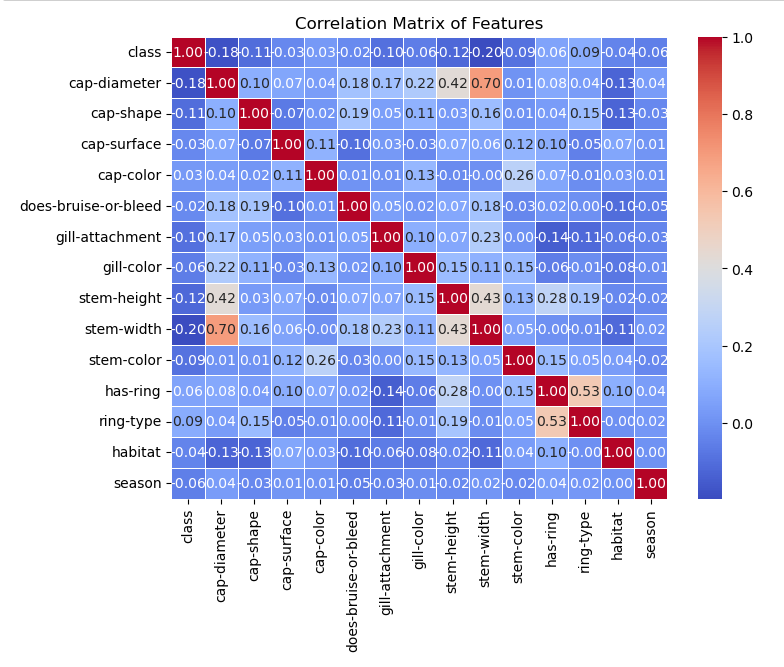 Correlation Matrix of Features
class 1.00 -0.18 -0.11 -0.03 0.03 -0.02 -0.10 -0.06 -0.12 -0.20 -0.09 0.06 0.09 -0.04 -0.06
cap-diameter -0.18 1.00 0.10 0.07 0.04 0.18 0.17 0.22 0.42 0.70 0.01 0.08 0.04 -0.13 0.04
cap-shape -0.11 0.10 1.00 -0.07 0.02 0.19 0.05 0.11 0.03 0.16 0.01 0.04 0.15 -0.13 -0.03
cap-surface -0.03 0.07 -0.07 1.00 0.11 -0.10 0.03 -0.03 0.07 0.06 0.12 0.10 -0.05 0.07 0.01
cap-color 0.03 0.04 0.02 0.11 1.00 0.01 0.01 0.13 -0.01 -0.00 0.26 0.07 -0.01 0.03 0.01
does-bruise-or-bleed -0.02 0.18 0.19 -0.10 0.01 1.00 0.05 0.02 0.07 0.18 -0.03 0.02 0.00 -0.10 -0.05
gill-attachment -0.10 0.17 0.05 0.03 0.01 0.05 1.00 0.10 0.07 0.23 0.00 -0.14 -0.11 -0.06 -0.03
gill-color -0.06 0.22 0.11 -0.03 0.13 0.02 0.10 1.00 0.15 0.11 0.15 -0.06 -0.01 -0.08 -0.01
stem-height -0.12 0.42 0.03 0.07 -0.01 0.07 0.07 0.15 1.00 0.43 0.13 0.28 0.19 -0.02 -0.02
stem-width -0.20 0.70 0.16 0.06 -0.00 0.18 0.23 0.11 0.43 1.00 0.05 -0.00 -0.01 -0.11 0.02
stem-color -0.09 0.01 0.01 0.12 0.26 -0.03 0.00 0.15 0.13 0.05 1.00 0.15 0.05 0.04 -0.02
has-ring 0.06 0.08 0.04 0.10 0.07 0.02 -0.14 -0.06 0.28 -0.00 0.15 1.00 0.53 0.10 0.04
ring-type 0.09 0.04 0.15 -0.05 -0.01 0.00 -0.11 -0.01 0.19 -0.01 0.05 0.53 1.00 -0.00 0.02
habitat -0.04 -0.13 -0.13 0.07 0.03 -0.10 -0.06 -0.08 -0.02 -0.11 0.04 0.10 -0.00 1.00 0.00
season -0.06 0.04 -0.03 0.01 0.01 -0.05 -0.03 -0.01 -0.02 0.02 -0.02 0.04 0.02 0.00 1.00
class cap-diameter cap-shape cap-surface cap-color does-bruise-or-bleed gill-attachment gill-color stem-height stem-width stem-color has-ring ring-type habitat season
1.0
0.8
0.6
0.4
0.2
0.0